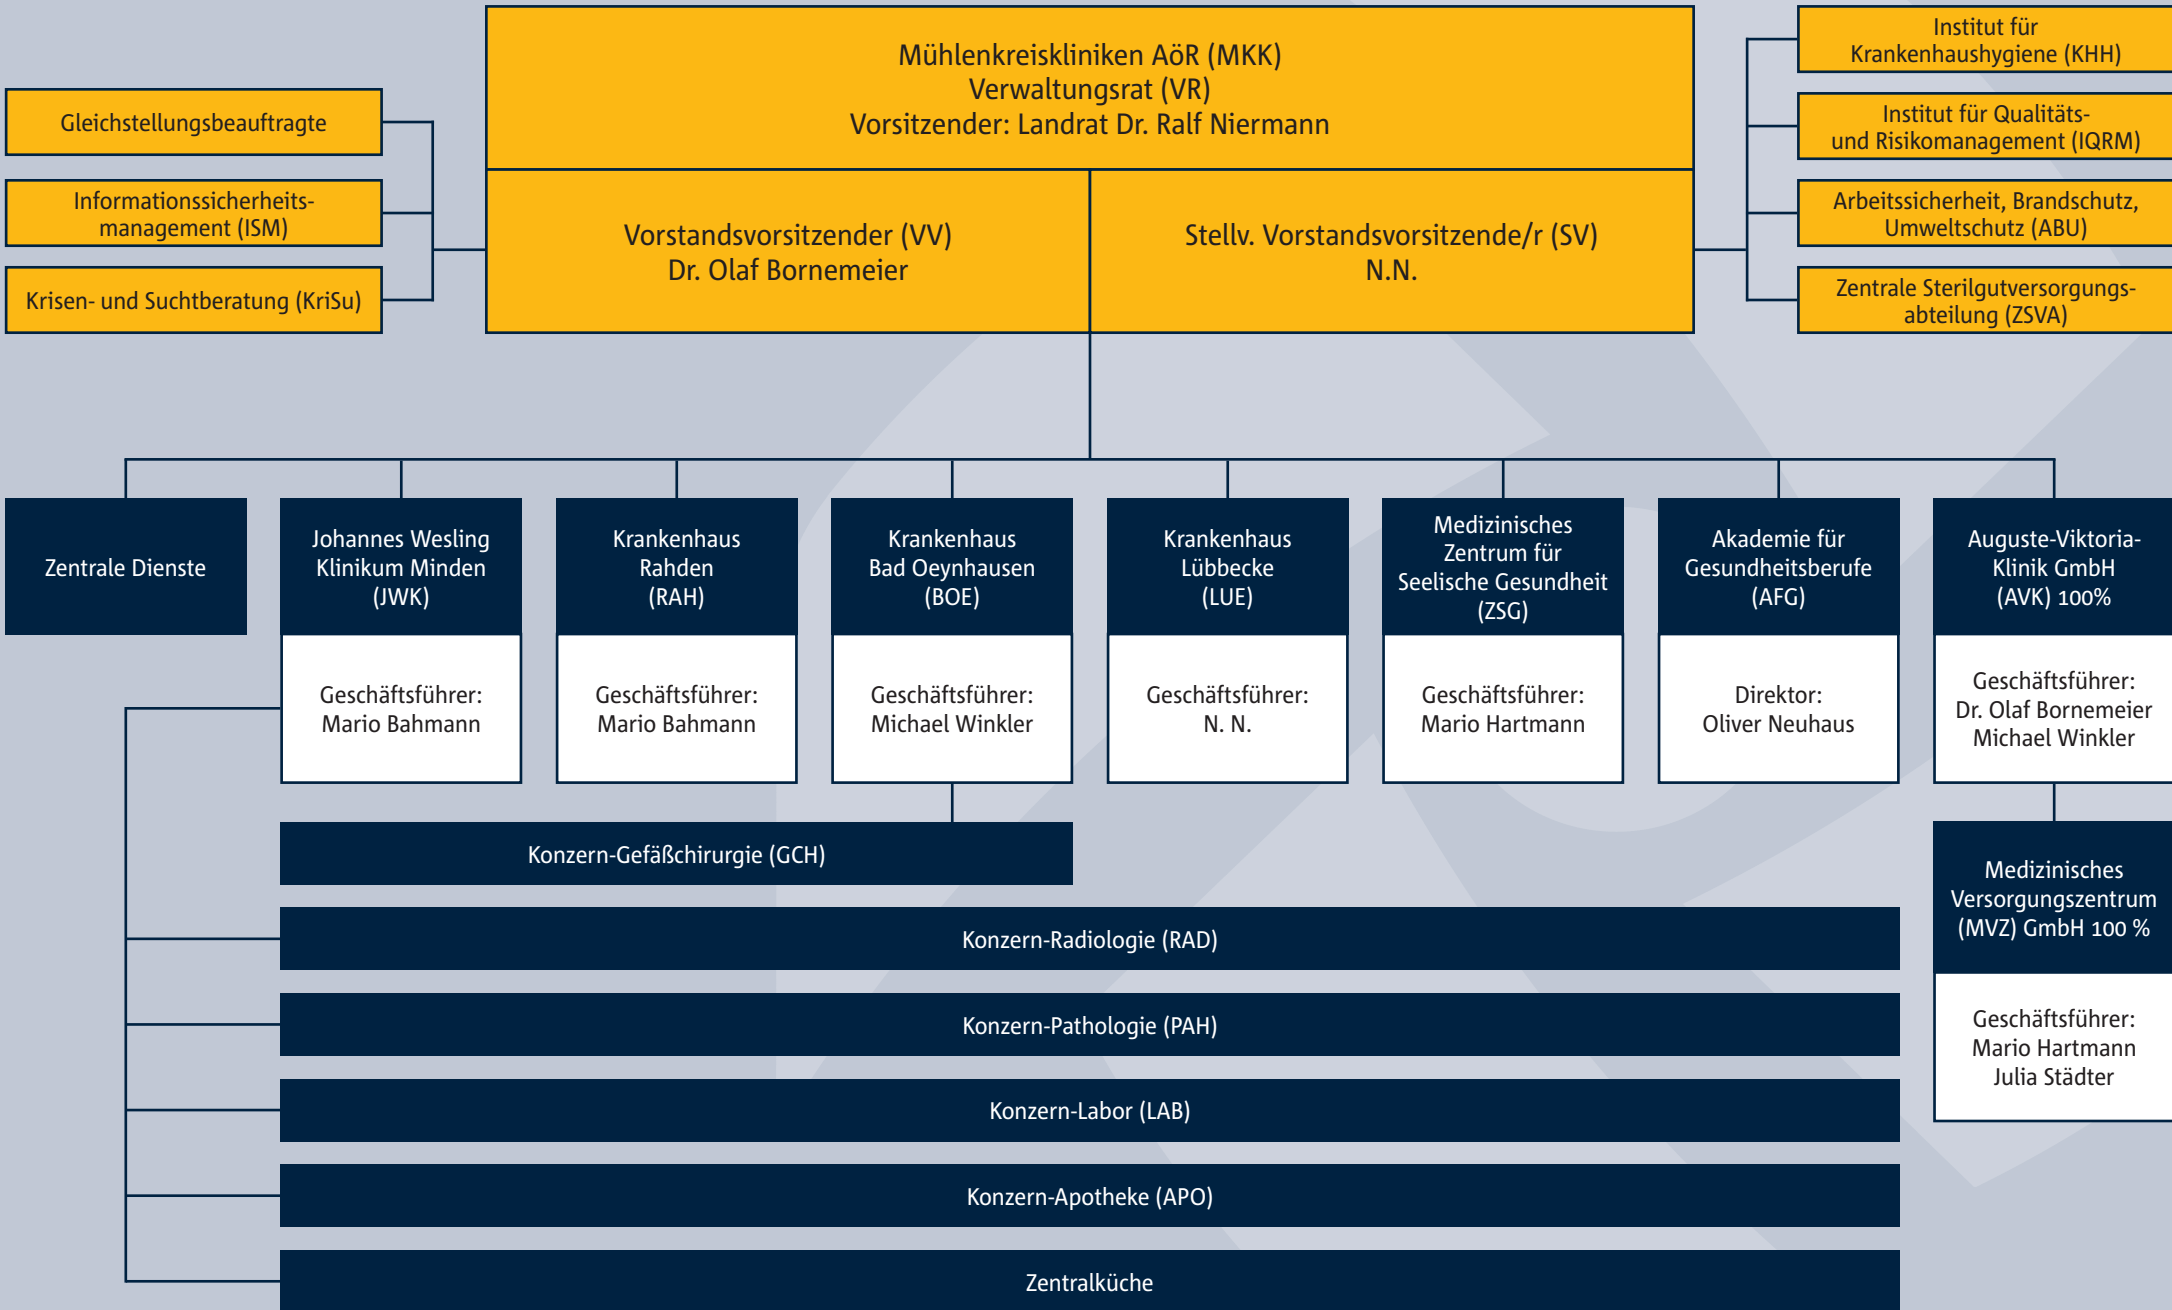 Mühlenkreiskliniken AöR (MKK)
Verwaltungsrat (VR)
Vorsitzender: Landrat Dr. Ralf Niermann
Vorstandsvorsitzender (VV)
Dr. Olaf Bornemeier
Stellv. Vorstandsvorsitzende/r (SV)
N.N.
Gleichstellungsbeauftragte
Informationssicherheits-
management (ISM)
Krisen- und Suchtberatung (KriSu)
Institut für
Krankenhaushygiene (KHH)
Institut für Qualitäts-
und Risikomanagement (IQRM)
Arbeitssicherheit, Brandschutz,
Umweltschutz (ABU)
Zentrale Sterilgutversorgungs-
abteilung (ZSVA)
Zentrale Dienste
Johannes Wesling
Klinikum Minden
(JWK)
Geschäftsführer:
Mario Bahmann
Krankenhaus
Rahden
(RAH)
Geschäftsführer:
Mario Bahmann
Krankenhaus
Bad Oeynhausen
(BOE)
Geschäftsführer:
Michael Winkler
Krankenhaus
Lübbecke
(LUE)
Geschäftsführer:
N. N.
Medizinisches
Zentrum für
Seelische Gesundheit
(ZSG)
Geschäftsführer:
Mario Hartmann
Akademie für
Gesundheitsberufe
(AFG)
Direktor:
Oliver Neuhaus
Auguste-Viktoria-
Klinik GmbH
(AVK) 100%
Geschäftsführer:
Dr. Olaf Bornemeier
Michael Winkler
Konzern-Gefäßchirurgie (GCH)
Konzern-Radiologie (RAD)
Konzern-Pathologie (PAH)
Konzern-Labor (LAB)
Konzern-Apotheke (APO)
Zentralküche
Medizinisches
Versorgungszentrum
(MVZ) GmbH 100 %
Geschäftsführer:
Mario Hartmann
Julia Städter